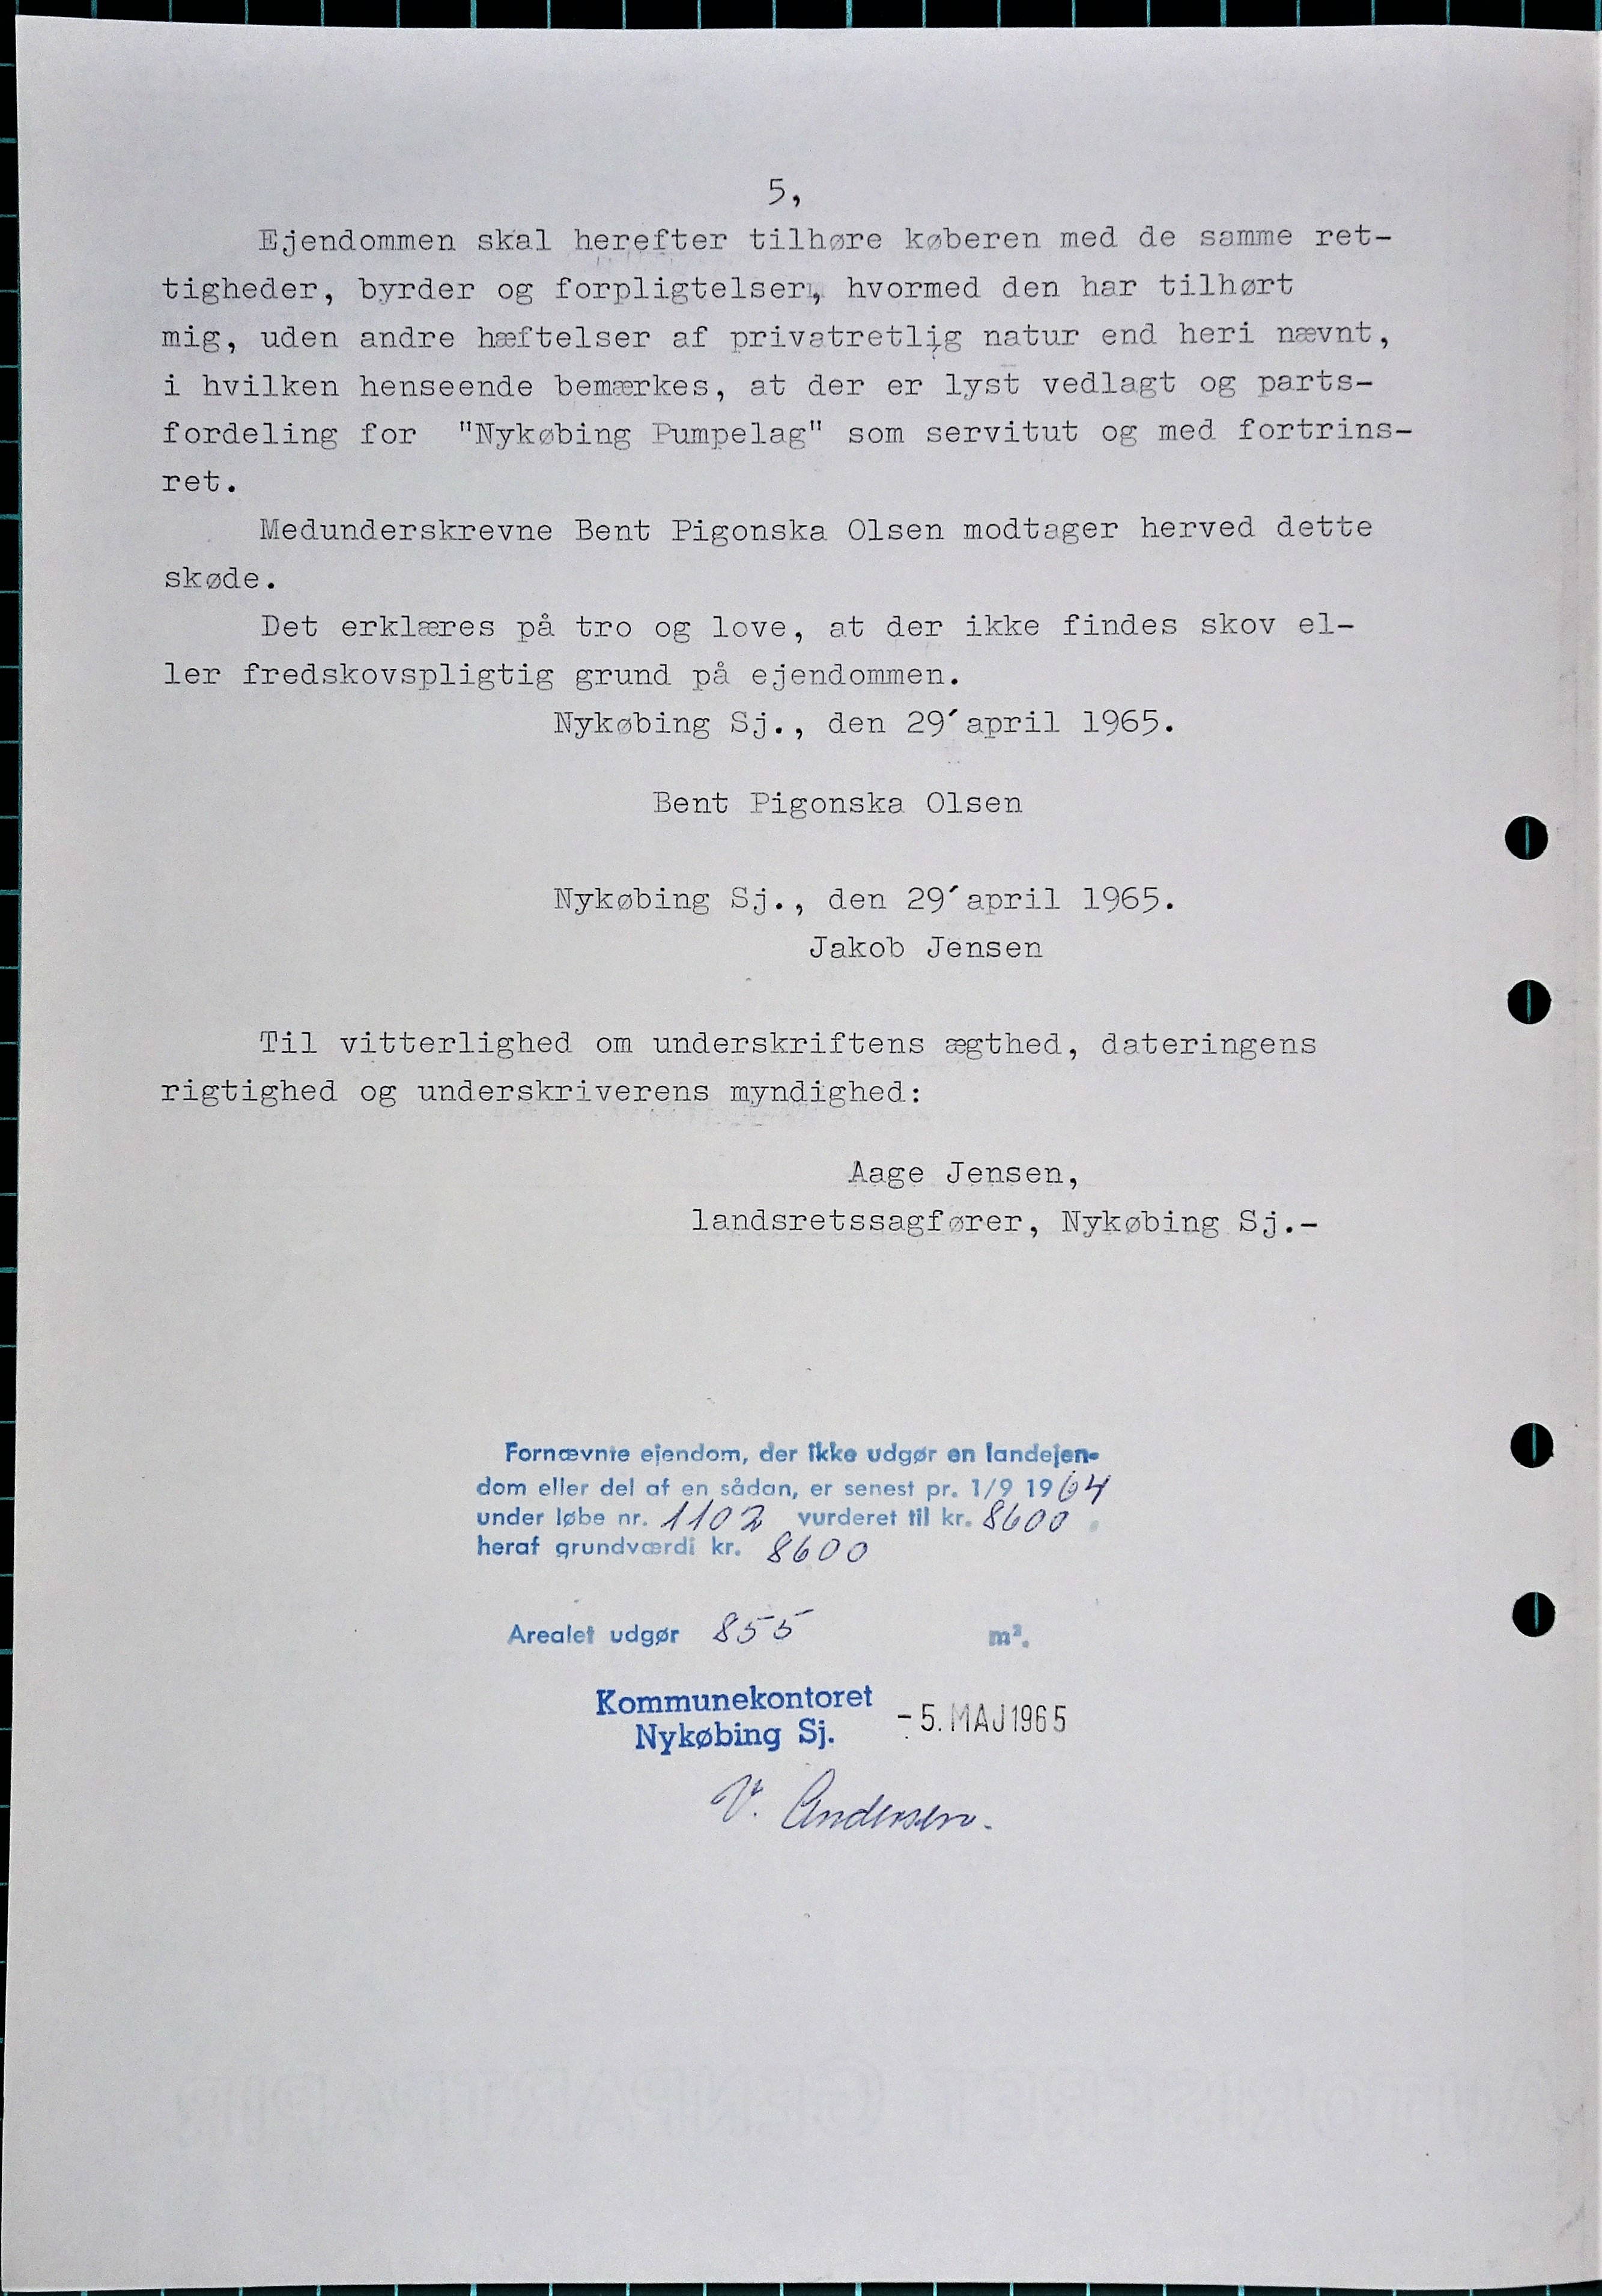 5,
Ejendommen skal herefter tilhøre køberen med de samme ret-
tigheder, byrder og forpligtelser, hvormed den har tilhørt
mig, uden andre hæftelser af privatretlig natur end heri nævnt,
i hvilken henseende bemærkes, at der er lyst vedlagt og parts-
fordeling for "Nykøbing Pumpelag" som servitut og med fortrins-
ret.
Medunderskrevne Bent Pigonska Olsen modtager herved dette
skøde.
Det erklæres på tro og love, at der ikke findes skov el-
ler fredskovspligtig grund på ejendommen.
Nykøbing Sj., den 29´april 1965.
Bent Pigonska Olsen
Nykøbing Sj., den 29´april 1965.
Jakob Jensen
Til vitterlighed om underskriftens ægthed, dateringens
rigtighed og underskriverens myndighed:
Aage Jensen,
landsretssagfører, Nykøbing Sj.-
Fornævnte ejendom, der ikke udgør en landejen-
dom eller del af en sådan, er senest pr. 1/9 1964
under løbe nr. 1102 vurderet til kr. 8600.
heraf grundværdi kr. 8600
Arealet udgør 855 m².
Kommunekontoret
Nykøbing Sj.
-5. MAJ 1965
V. Andersen.